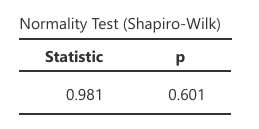 Normality Test (Shapiro-Wilk)
Statistic p
0.981 0.601